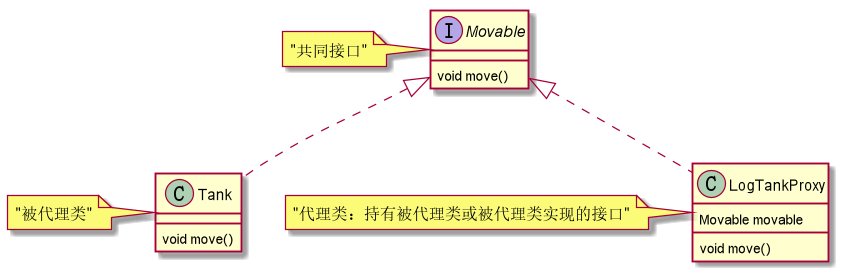 I Movable
"共同接口"
void move()
C Tank
"被代理类"
void move()
C LogTankProxy
"代理类：持有被代理类或被代理类实现的接口"
Movable movable
void move()